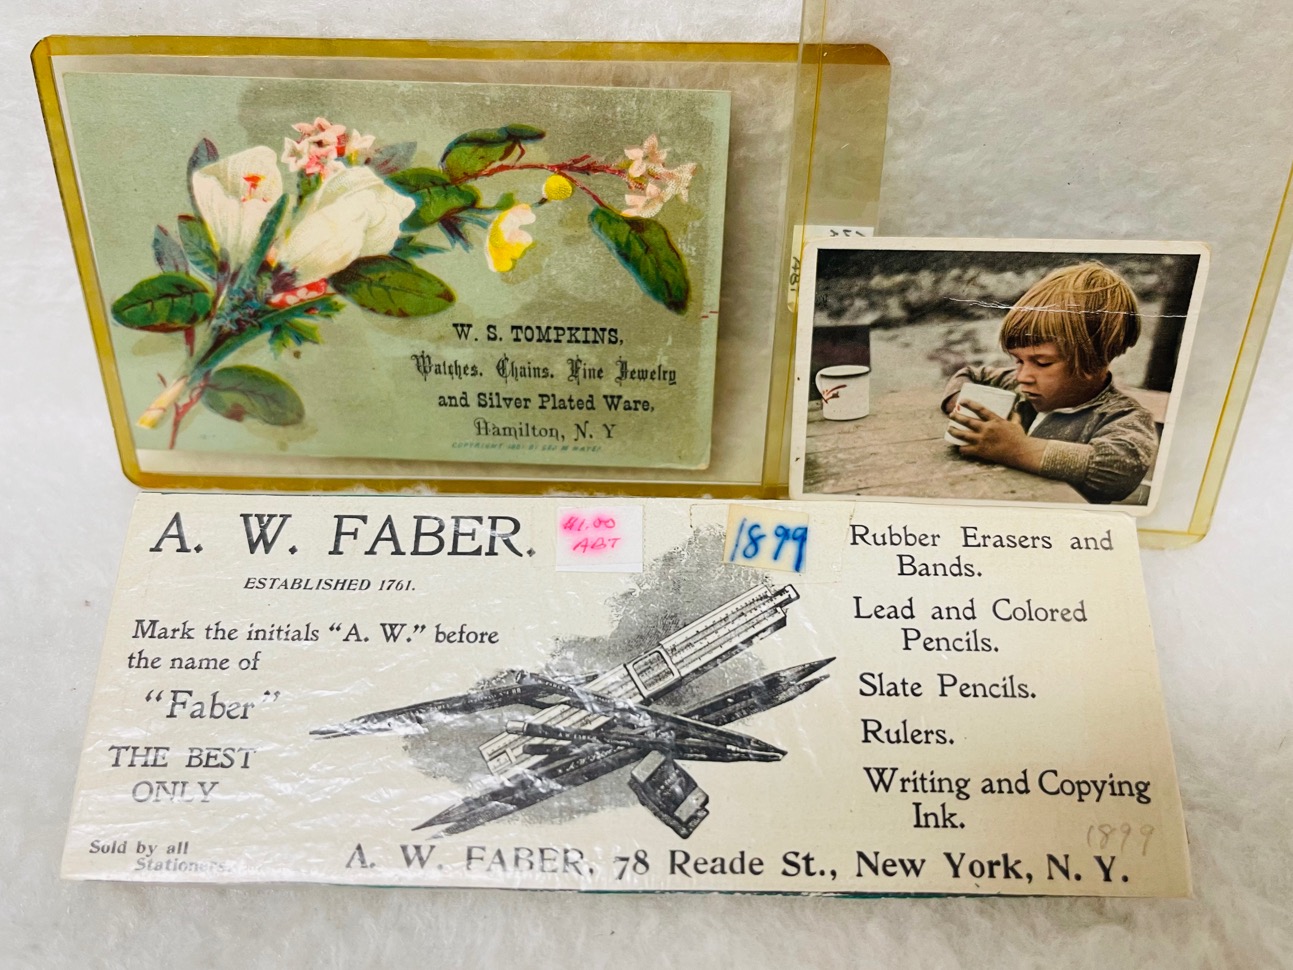 W. S. TOMPKINS,
Watches. Chains. Fine Jewelry
and Silver Plated Ware,
Hamilton, N. Y
A. W. FABER.
ESTABLISHED 1761.
Mark the initials "A. W." before
the name of
"Faber"
THE BEST
ONLY
Sold by all
Stationers.
$1.00
ABT
1899
Rubber Erasers and
Bands.
Lead and Colored
Pencils.
Slate Pencils.
Rulers.
Writing and Copying
Ink.
1899
A. W. FABER, 78 Reade St., New York, N. Y.